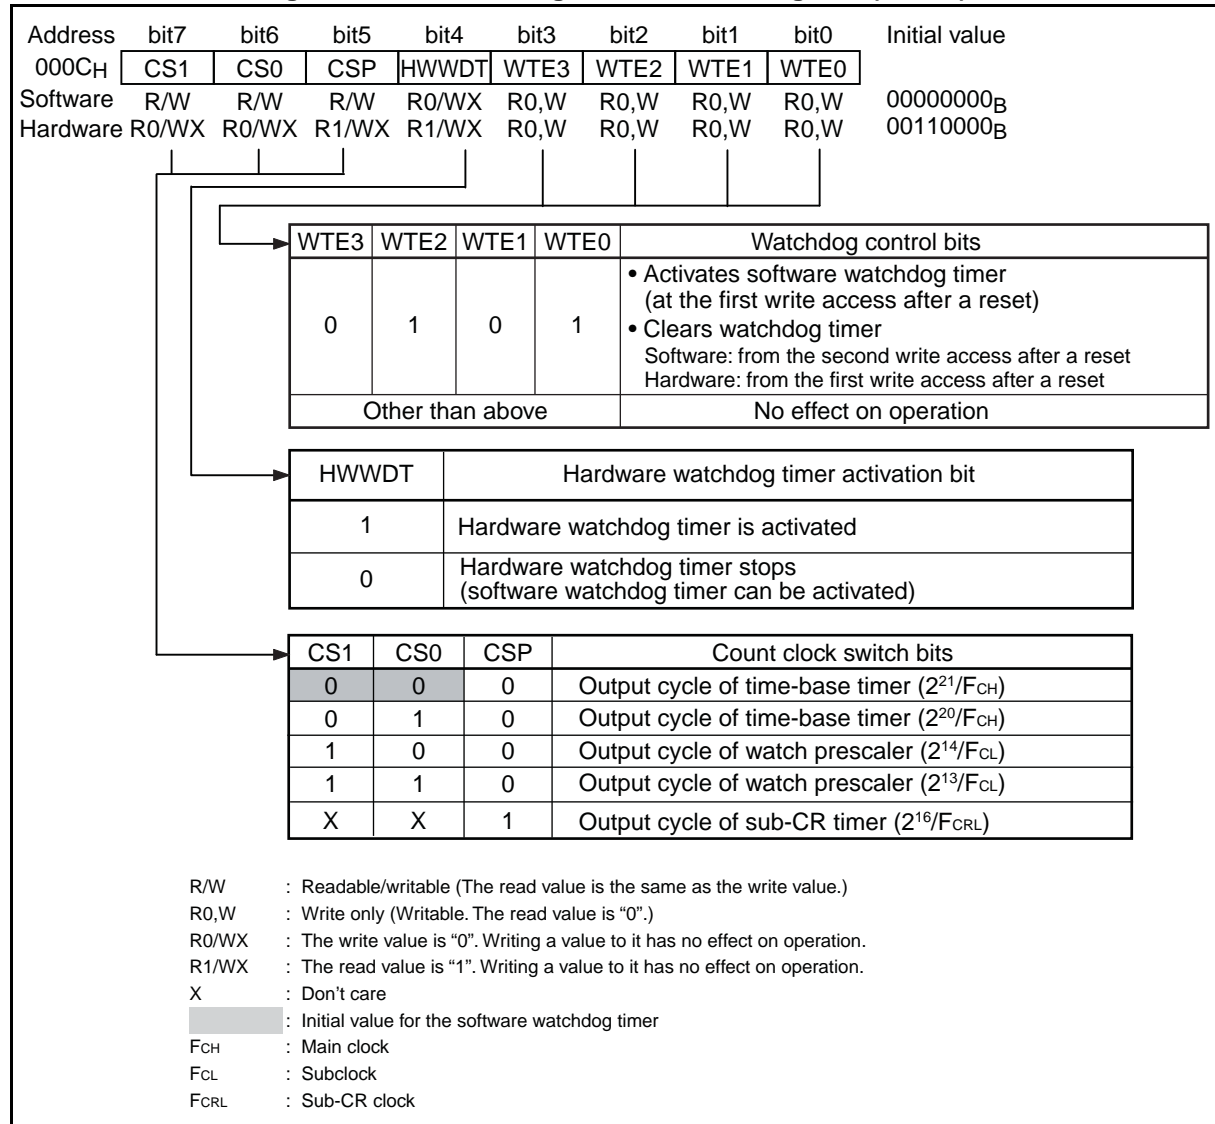 Address bit7 bit6 bit5 bit4 bit3 bit2 bit1 bit0 Initial value
000CH CS1 CS0 CSP HWWDT WTE3 WTE2 WTE1 WTE0
Software R/W R/W R/W R0/WX R0,W R0,W R0,W R0,W 00000000B
Hardware R0/WX R0/WX R1/WX R1/WX R0,W R0,W R0,W R0,W 00110000B
WTE3 WTE2 WTE1 WTE0 Watchdog control bits
0 1 0 1 • Activates software watchdog timer
(at the first write access after a reset)
• Clears watchdog timer
Software: from the second write access after a reset
Hardware: from the first write access after a reset
Other than above No effect on operation
HWWDT Hardware watchdog timer activation bit
1 Hardware watchdog timer is activated
0 Hardware watchdog timer stops
(software watchdog timer can be activated)
CS1 CS0 CSP Count clock switch bits
0 0 0 Output cycle of time-base timer (2²¹/FCH)
0 1 0 Output cycle of time-base timer (2²⁰/FCH)
1 0 0 Output cycle of watch prescaler (2¹⁴/FCL)
1 1 0 Output cycle of watch prescaler (2¹³/FCL)
X X 1 Output cycle of sub-CR timer (2¹⁶/FCRL)
R/W : Readable/writable (The read value is the same as the write value.)
R0,W : Write only (Writable. The read value is “0”.)
R0/WX : The write value is “0”. Writing a value to it has no effect on operation.
R1/WX : The read value is “1”. Writing a value to it has no effect on operation.
X : Don't care
: Initial value for the software watchdog timer
FCH : Main clock
FCL : Subclock
FCRL : Sub-CR clock